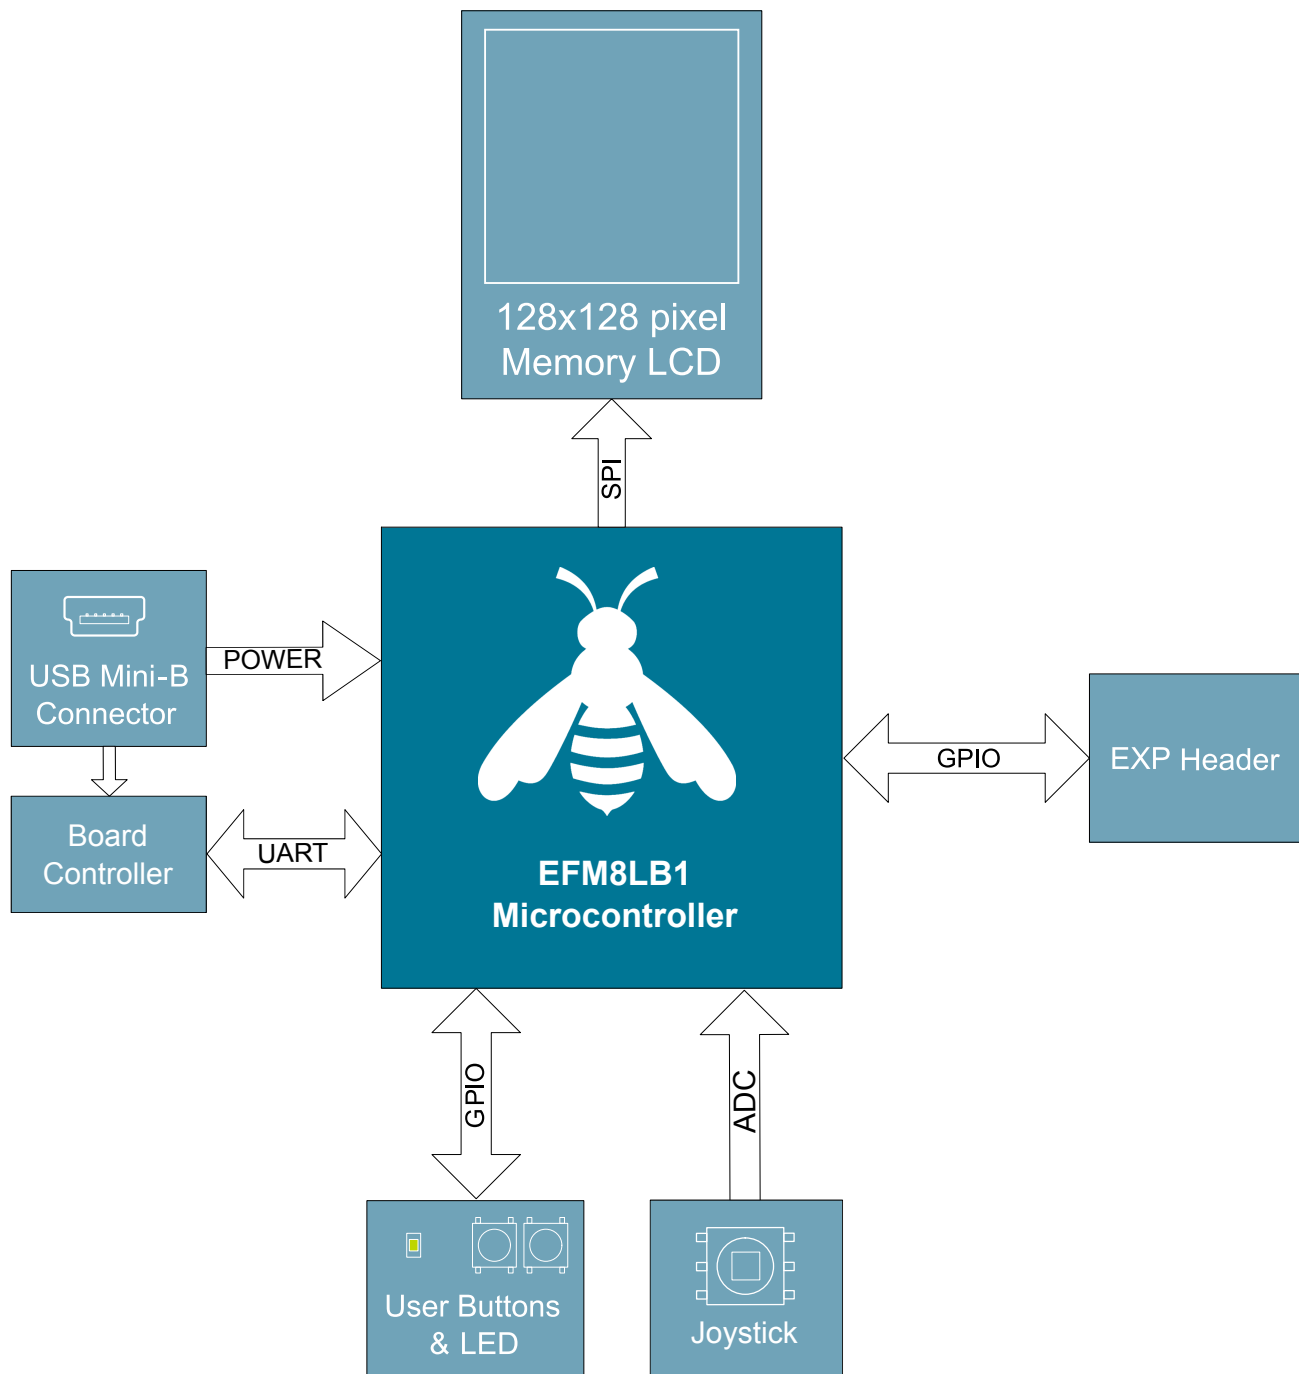 128x128 pixel
Memory LCD
SPI
USB Mini-B
Connector
POWER
Board
Controller
UART
EFM8LB1
Microcontroller
GPIO
EXP Header
GPIO
ADC
User Buttons
& LED
Joystick